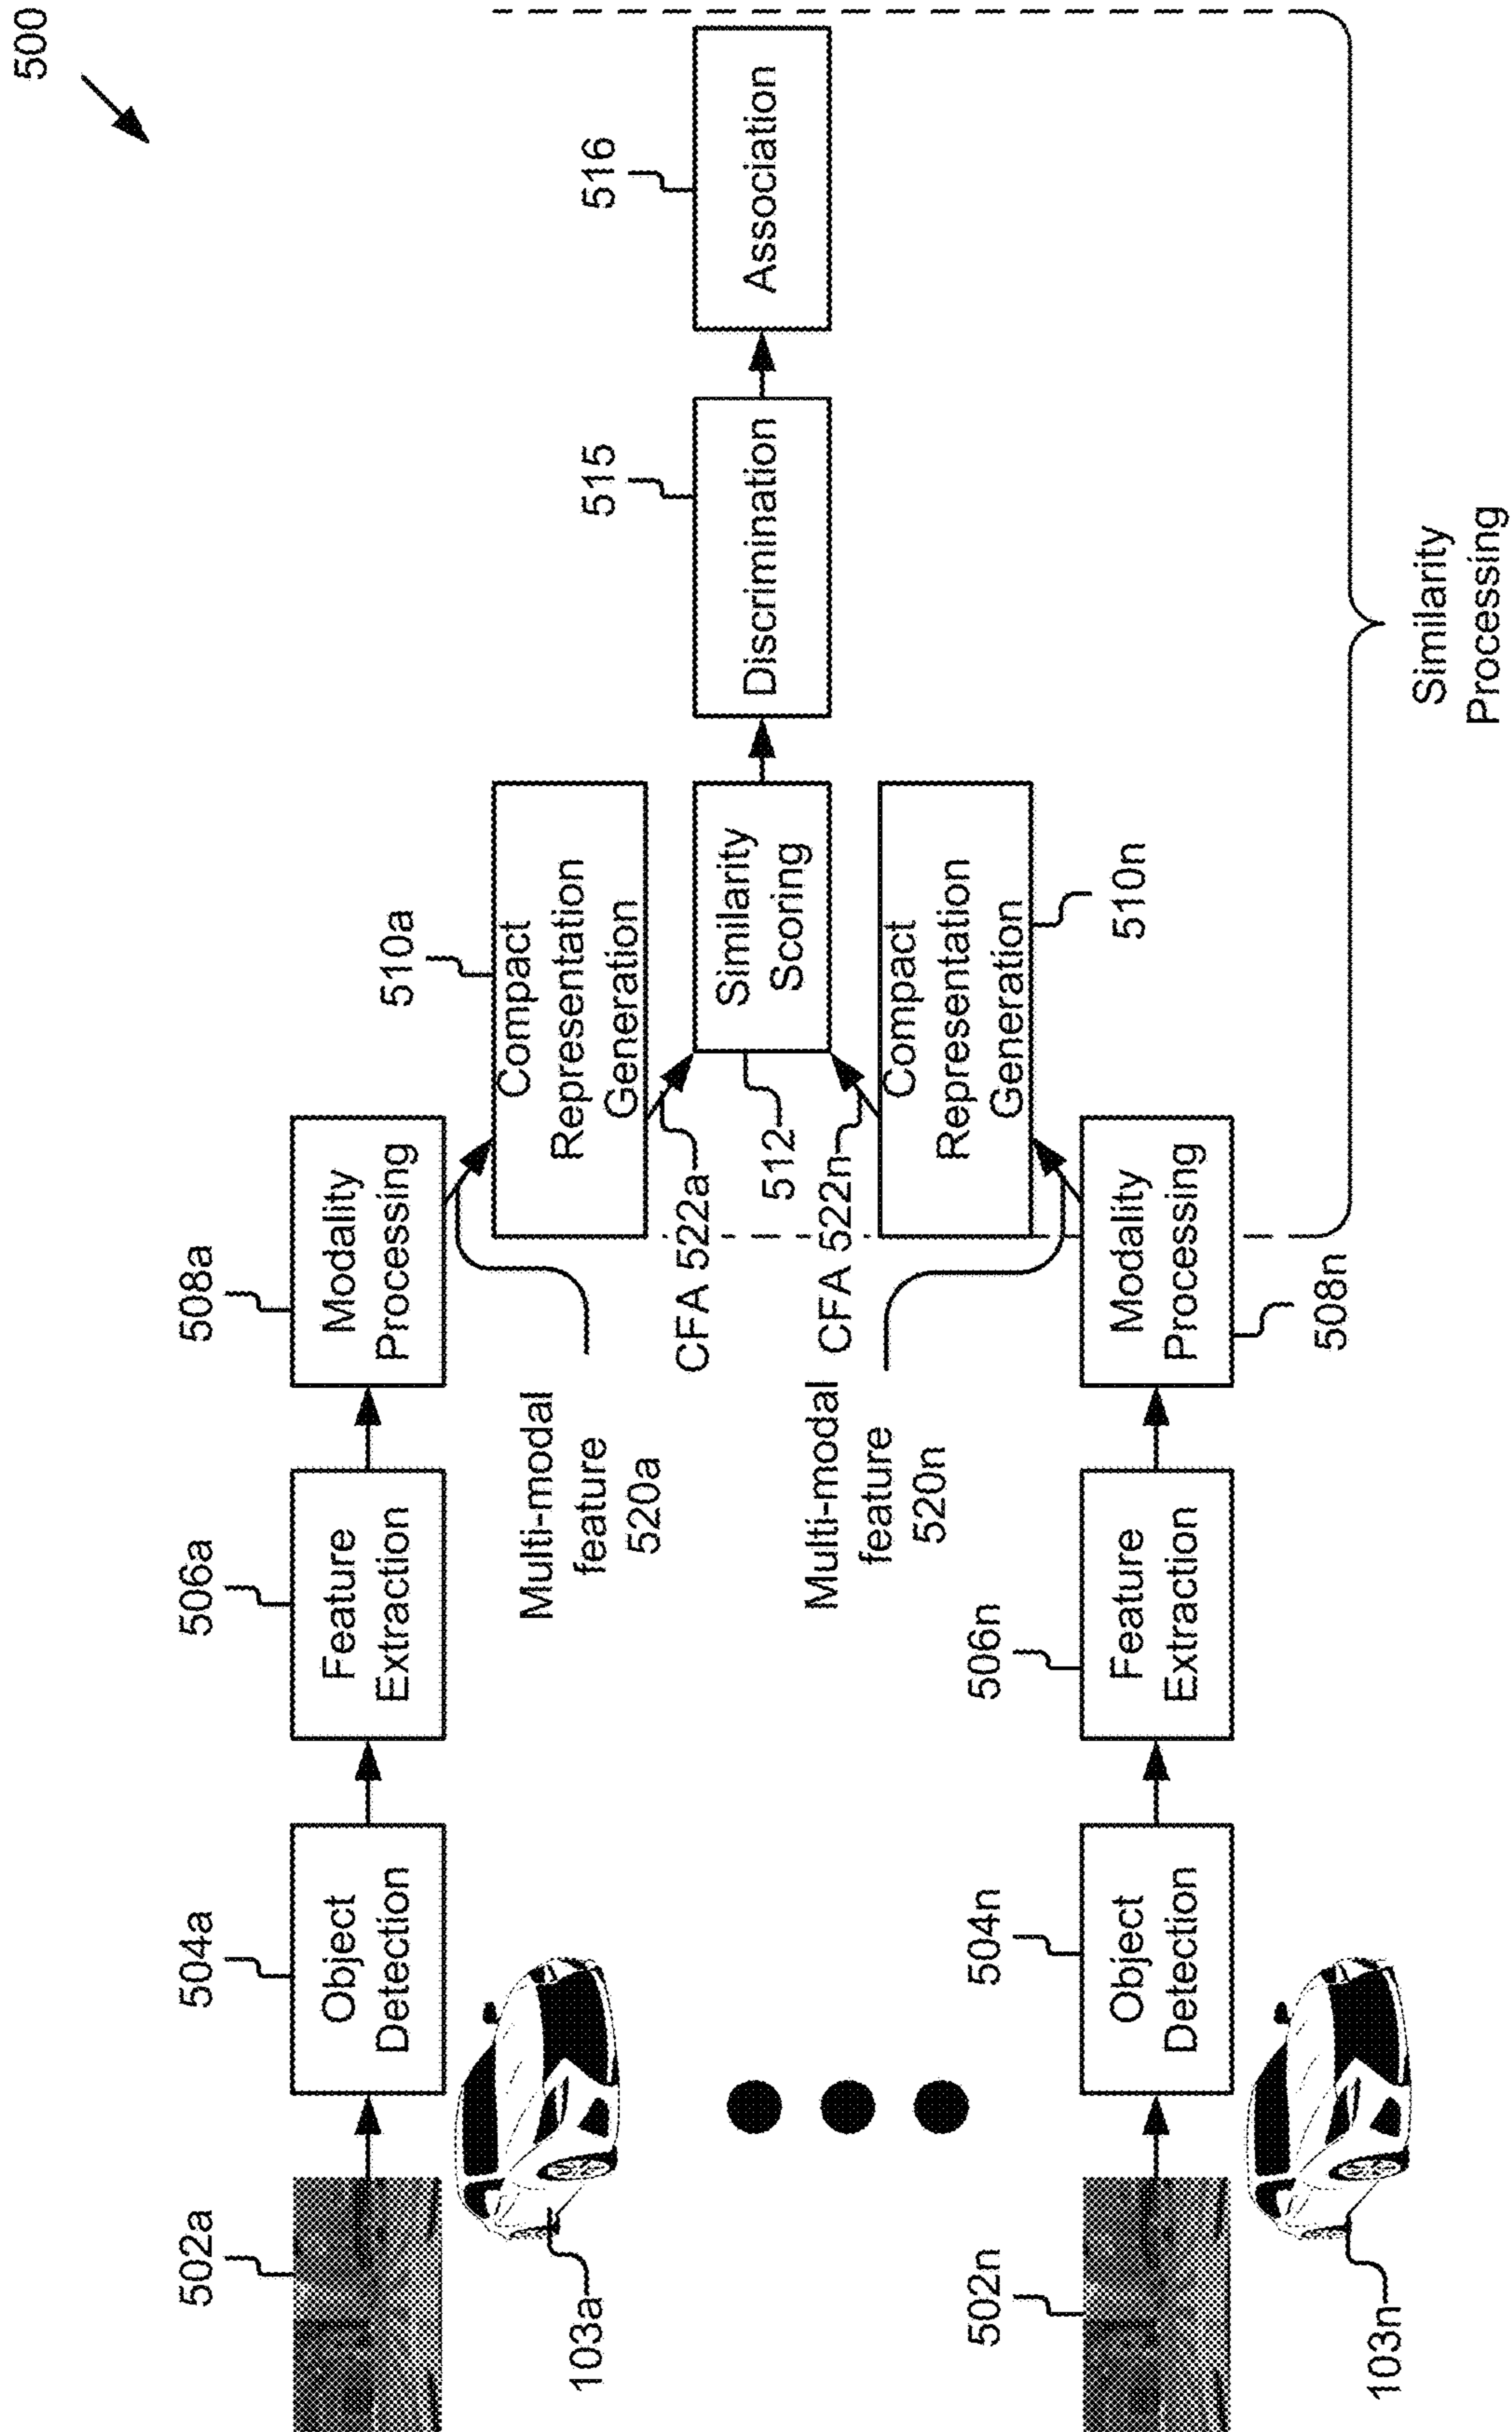 500
502a
504a
506a
508a
Object
Detection
Feature
Extraction
Modality
Processing
103a
Multi-modal
feature
520a
510a
Compact
Representation
Generation
CFA 522a
512
Similarity
Scoring
515
Discrimination
516
Association
CFA 522n
Multi-modal
feature
520n
Compact
Representation
Generation
510n
502n
504n
506n
Object
Detection
Feature
Extraction
Modality
Processing
508n
103n
Similarity
Processing